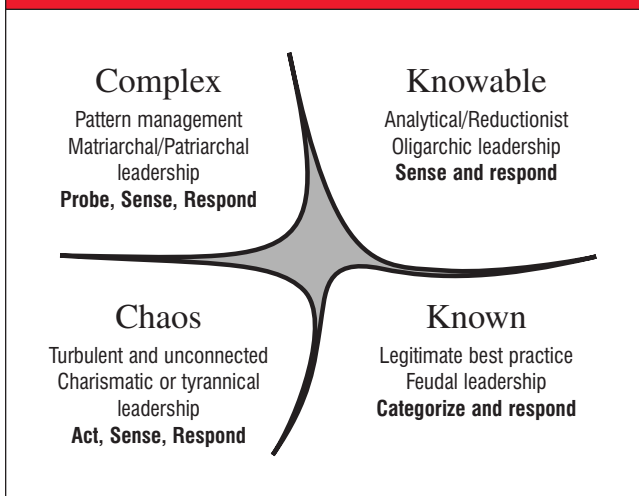 Complex
Pattern management
Matriarchal/Patriarchal
leadership
Probe, Sense, Respond
Knowable
Analytical/Reductionist
Oligarchic leadership
Sense and respond
Chaos
Turbulent and unconnected
Charismatic or tyrannical
leadership
Act, Sense, Respond
Known
Legitimate best practice
Feudal leadership
Categorize and respond